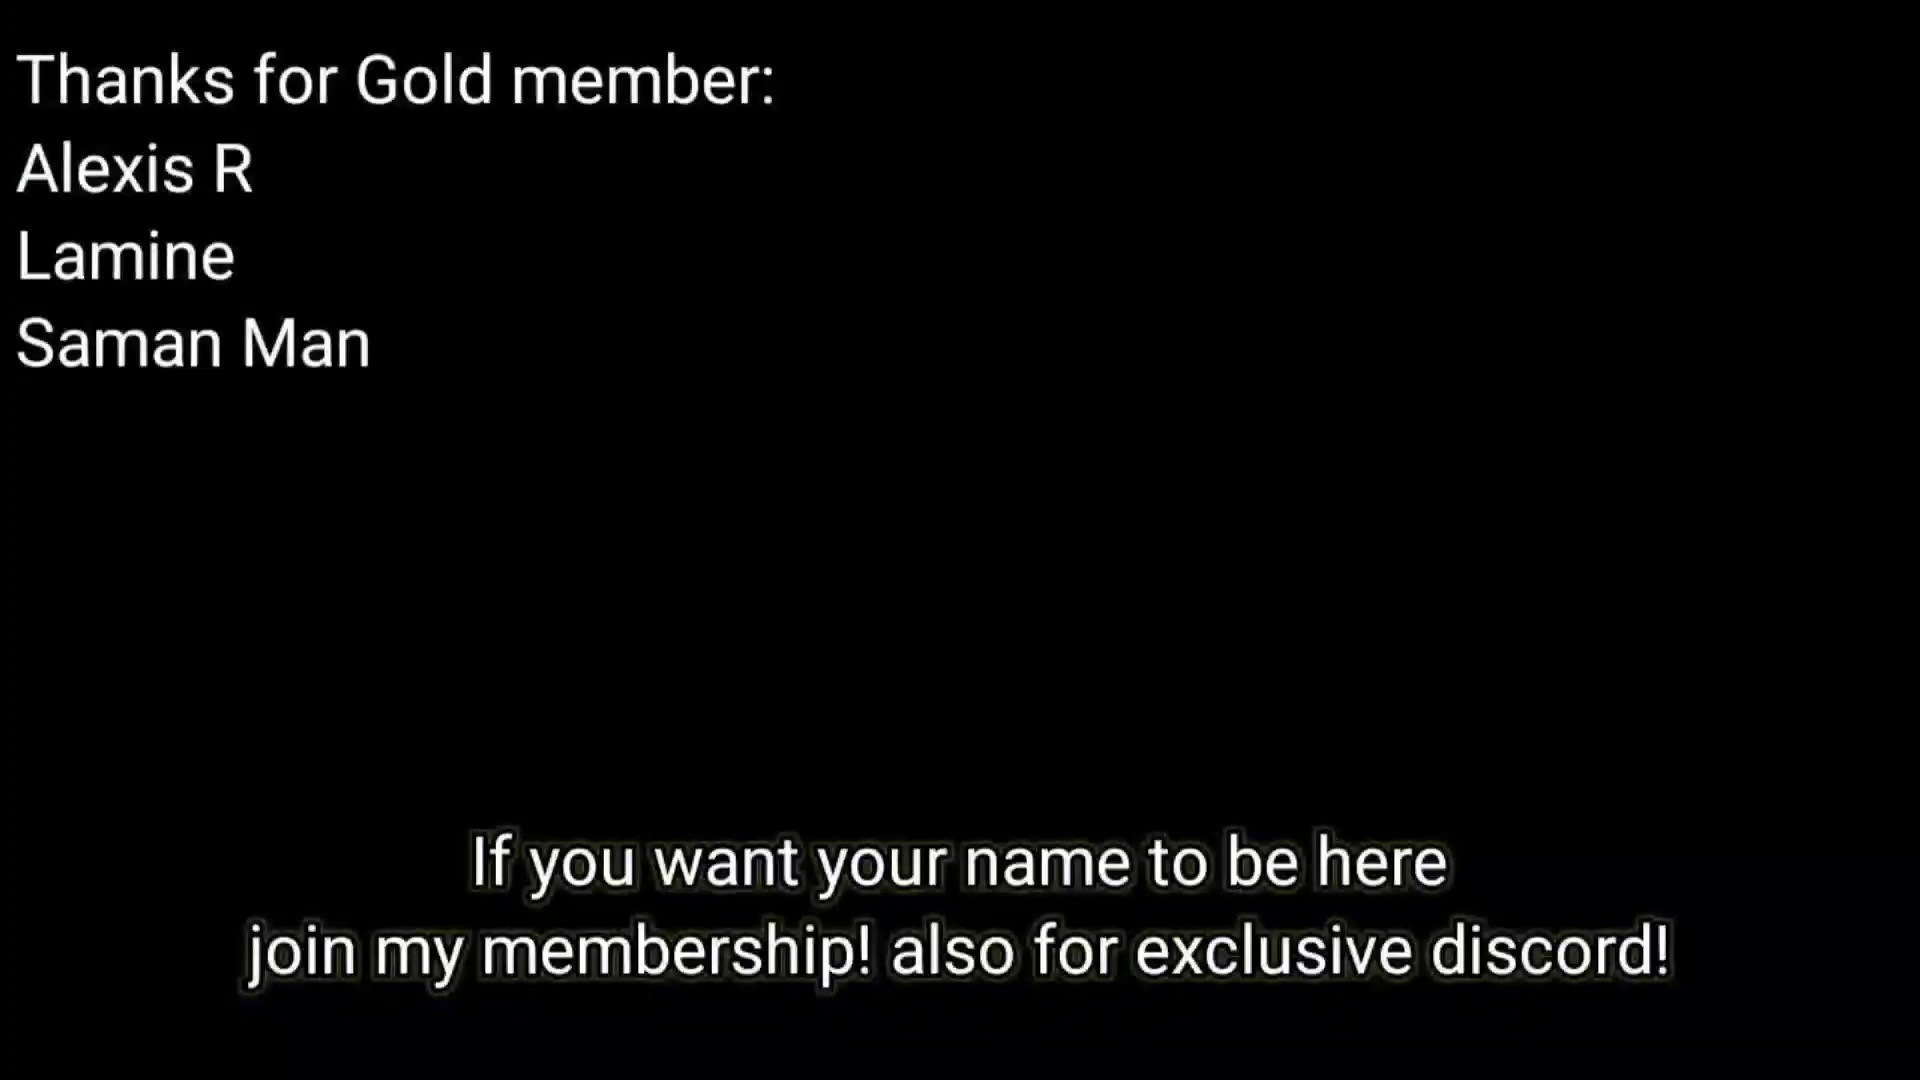 Thanks for Gold member:
Alexis R
Lamine
Saman Man
If you want your name to be here
join my membership! also for exclusive discord!